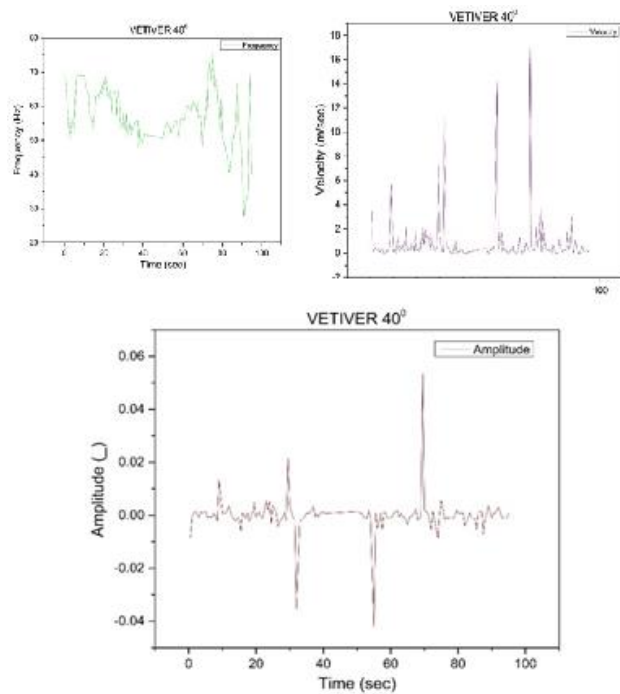 VETIVER 40⁰
Frequency
80
70
60
50
40
30
20
Frequency (Hz)
0 20 40 60 80 100
Time (sec)
VETIVER 40⁰
Velocity
18
16
14
12
10
8
6
4
2
0
-2
Velocity (m/sec)
100
VETIVER 40⁰
Amplitude
0.06
0.04
0.02
0.00
-0.02
-0.04
Amplitude (_)
0 20 40 60 80 100
Time (sec)